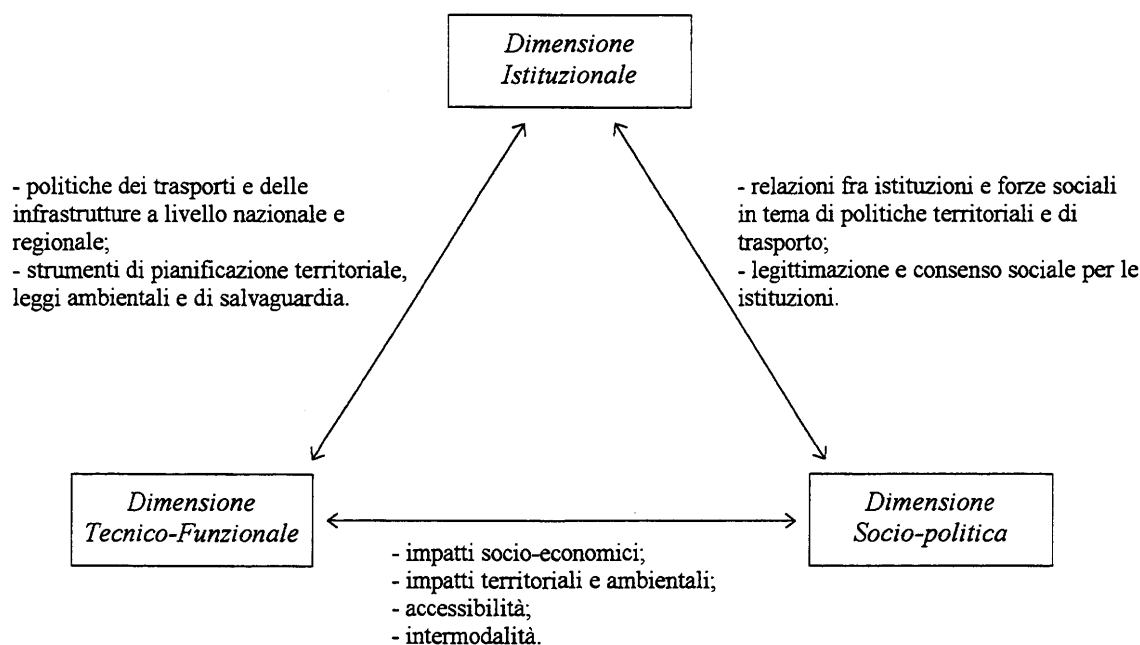 Dimensione
Istituzionale
- politiche dei trasporti e delle
infrastrutture a livello nazionale e
regionale;
- strumenti di pianificazione territoriale,
leggi ambientali e di salvaguardia.
- relazioni fra istituzioni e forze sociali
in tema di politiche territoriali e di
trasporto;
- legittimazione e consenso sociale per le
istituzioni.
Dimensione
Tecnico-Funzionale
Dimensione
Socio-politica
- impatti socio-economici;
- impatti territoriali e ambientali;
- accessibilità;
- intermodalità.